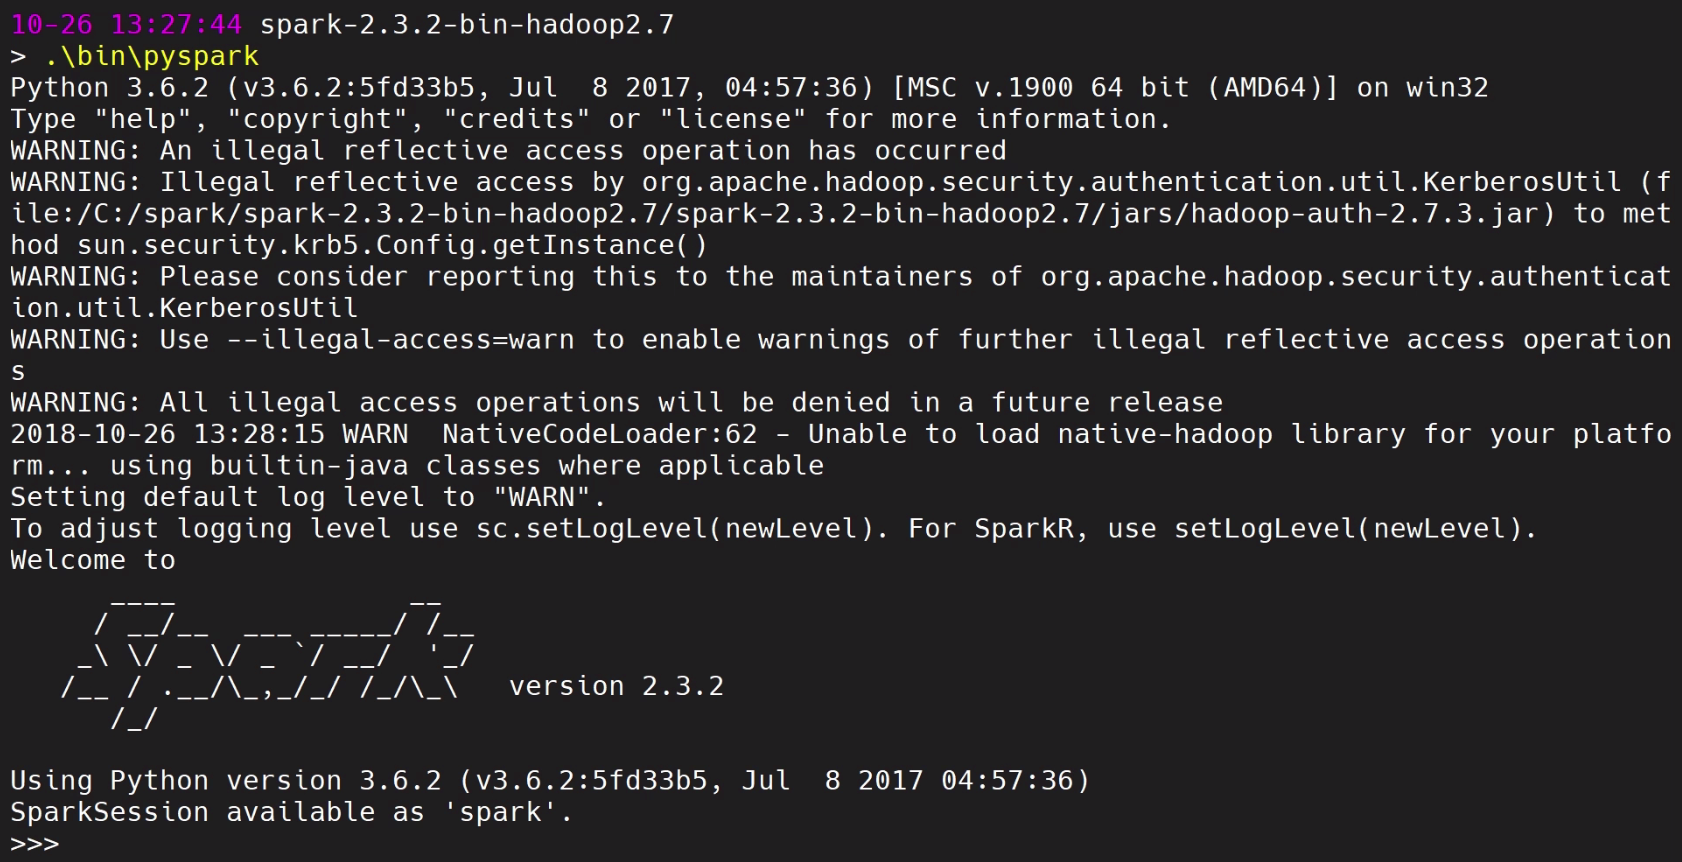 10-26 13:27:44 spark-2.3.2-bin-hadoop2.7
> .\bin\pyspark
Python 3.6.2 (v3.6.2:5fd33b5, Jul  8 2017, 04:57:36) [MSC v.1900 64 bit (AMD64)] on win32
Type "help", "copyright", "credits" or "license" for more information.
WARNING: An illegal reflective access operation has occurred
WARNING: Illegal reflective access by org.apache.hadoop.security.authentication.util.KerberosUtil (f
ile:/C:/spark/spark-2.3.2-bin-hadoop2.7/spark-2.3.2-bin-hadoop2.7/jars/hadoop-auth-2.7.3.jar) to met
hod sun.security.krb5.Config.getInstance()
WARNING: Please consider reporting this to the maintainers of org.apache.hadoop.security.authenticat
ion.util.KerberosUtil
WARNING: Use --illegal-access=warn to enable warnings of further illegal reflective access operation
s
WARNING: All illegal access operations will be denied in a future release
2018-10-26 13:28:15 WARN  NativeCodeLoader:62 - Unable to load native-hadoop library for your platfo
rm... using builtin-java classes where applicable
Setting default log level to "WARN".
To adjust logging level use sc.setLogLevel(newLevel). For SparkR, use setLogLevel(newLevel).
Welcome to
      ____              __
     / __/__  ___ _____/ /__
    _\ \/ _ \/ _ `/ __/  '_/
   /__ / .__/\_,_/_/ /_/\_\   version 2.3.2
      /_/

Using Python version 3.6.2 (v3.6.2:5fd33b5, Jul  8 2017 04:57:36)
SparkSession available as 'spark'.
>>>